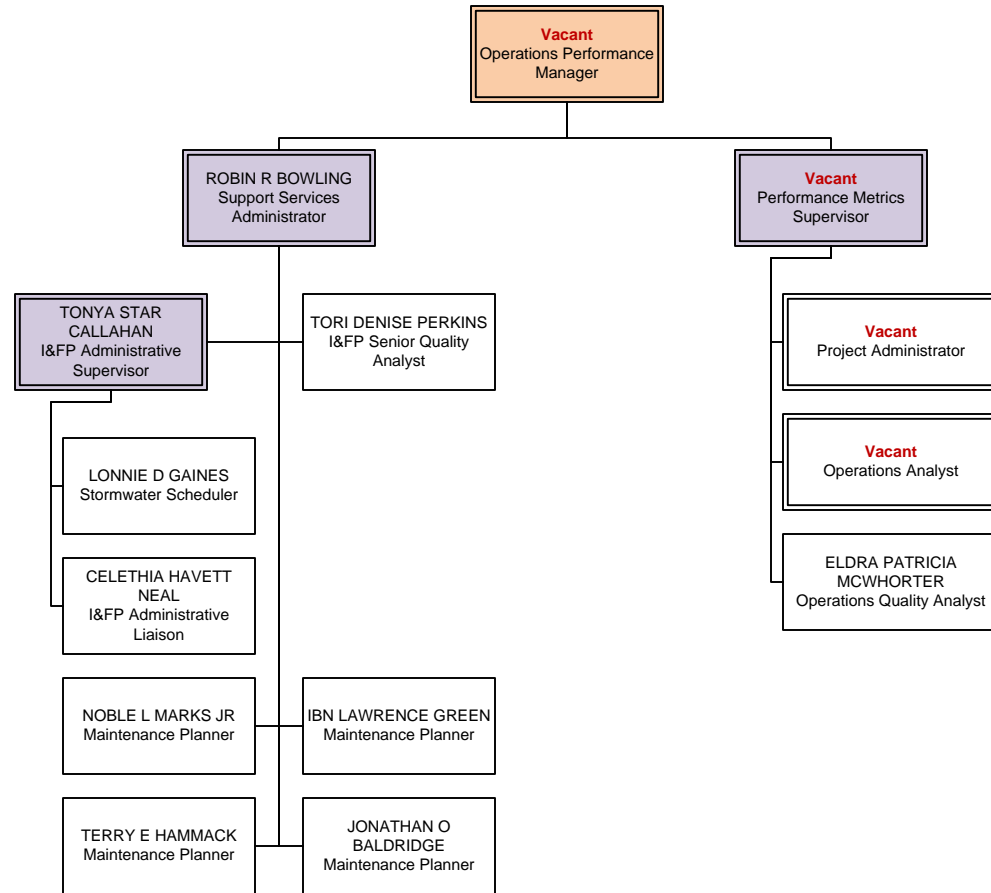 Vacant
Operations Performance
Manager
ROBIN R BOWLING
Support Services
Administrator
Vacant
Performance Metrics
Supervisor
TONYA STAR
CALLAHAN
I&FP Administrative
Supervisor
TORI DENISE PERKINS
I&FP Senior Quality
Analyst
Vacant
Project Administrator
LONNIE D GAINES
Stormwater Scheduler
Vacant
Operations Analyst
CELETHIA HAVETT
NEAL
I&FP Administrative
Liaison
ELDRA PATRICIA
MCWHORTER
Operations Quality Analyst
NOBLE L MARKS JR
Maintenance Planner
IBN LAWRENCE GREEN
Maintenance Planner
TERRY E HAMMACK
Maintenance Planner
JONATHAN O
BALDRIDGE
Maintenance Planner